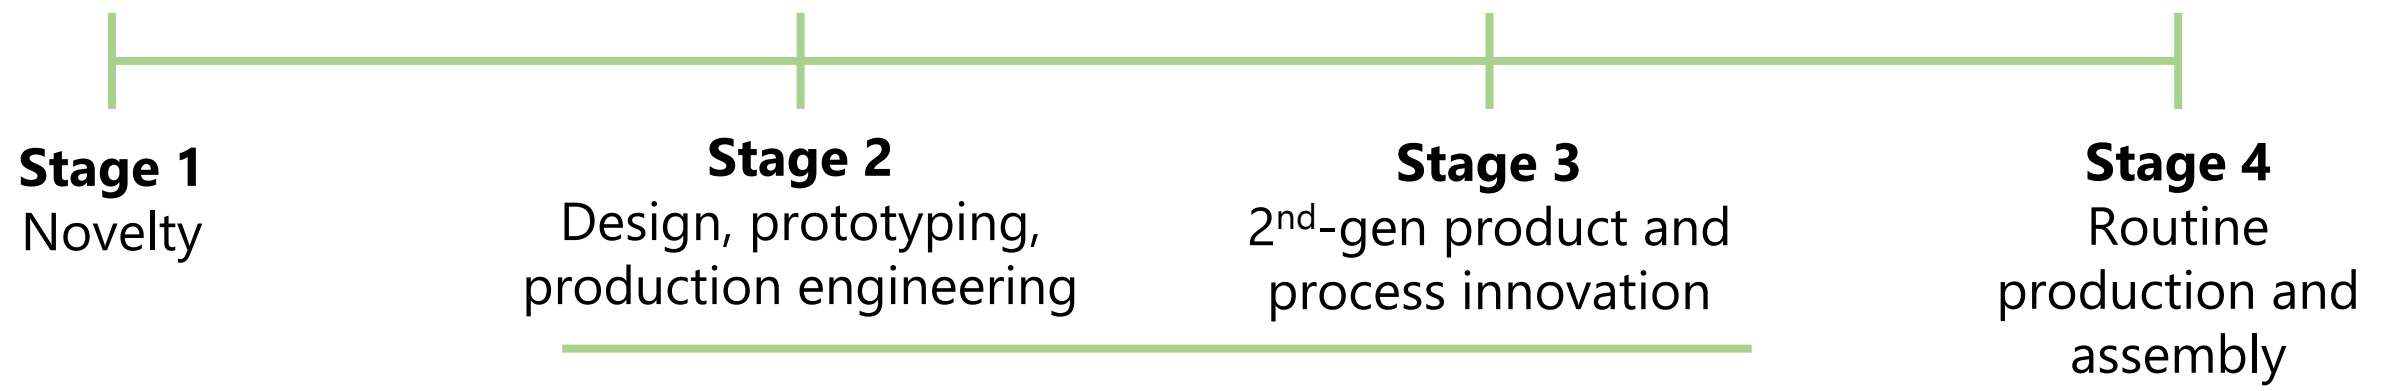 Stage 1
Novelty
Stage 2
Design, prototyping,
production engineering
Stage 3
2nd-gen product and
process innovation
Stage 4
Routine
production and
assembly